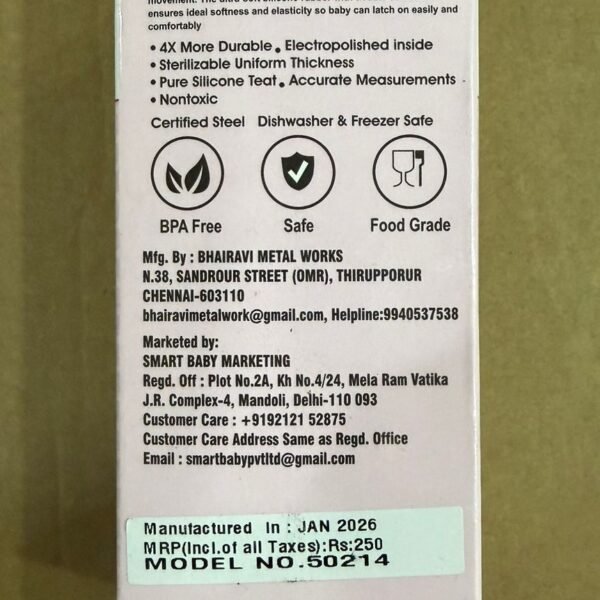 ensures ideal softness and elasticity so baby can latch on easily and
comfortably
• 4X More Durable • Electropolished inside
• Sterilizable Uniform Thickness
• Pure Silicone Teat • Accurate Measurements
• Nontoxic
Certified Steel Dishwasher & Freezer Safe
BPA Free Safe Food Grade
Mfg. By : BHAIRAVI METAL WORKS
N.38, SANDROUR STREET (OMR), THIRUPPORUR
CHENNAI-603110
bhairavimetalwork@gmail.com, Helpline:9940537538
Marketed by:
SMART BABY MARKETING
Regd. Off : Plot No.2A, Kh No.4/24, Mela Ram Vatika
J.R. Complex-4, Mandoli, Delhi-110 093
Customer Care : +9192121 52875
Customer Care Address Same as Regd. Office
Email : smartbabypvtltd@gmail.com
Manufactured In : JAN 2026
MRP(Incl.of all Taxes):Rs:250
MODEL NO.50214